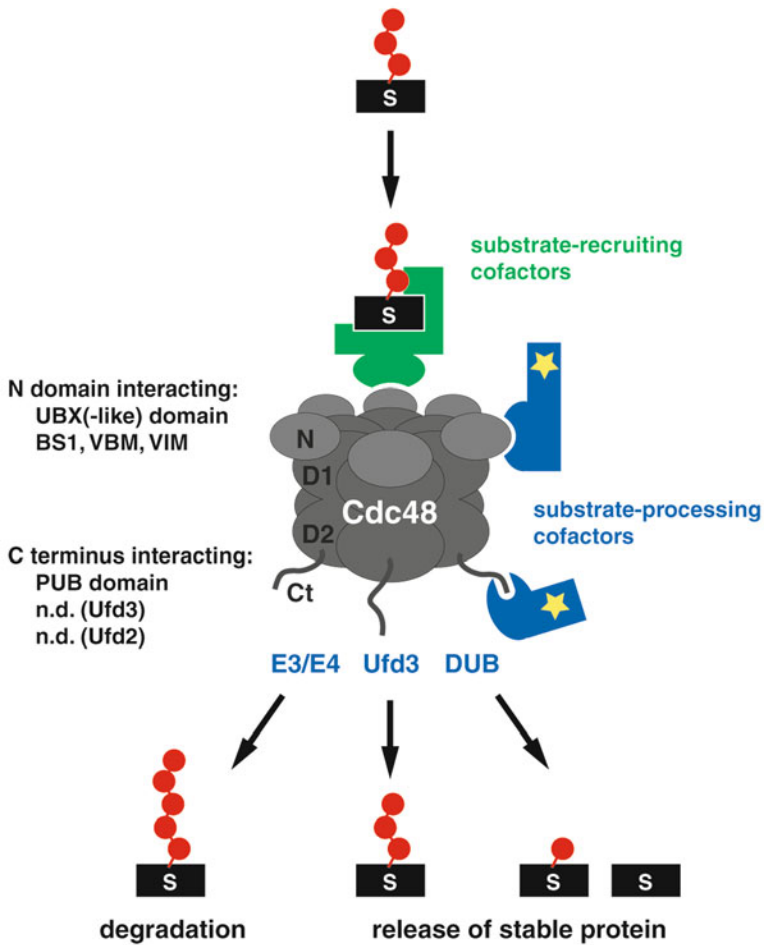 S
S
substrate-recruiting
cofactors
N domain interacting:
UBX(-like) domain
BS1, VBM, VIM
N
D1
Cdc48
D2
substrate-processing
cofactors
C terminus interacting:
PUB domain
n.d. (Ufd3)
n.d. (Ufd2)
Ct
E3/E4 Ufd3 DUB
S S S S
degradation release of stable protein